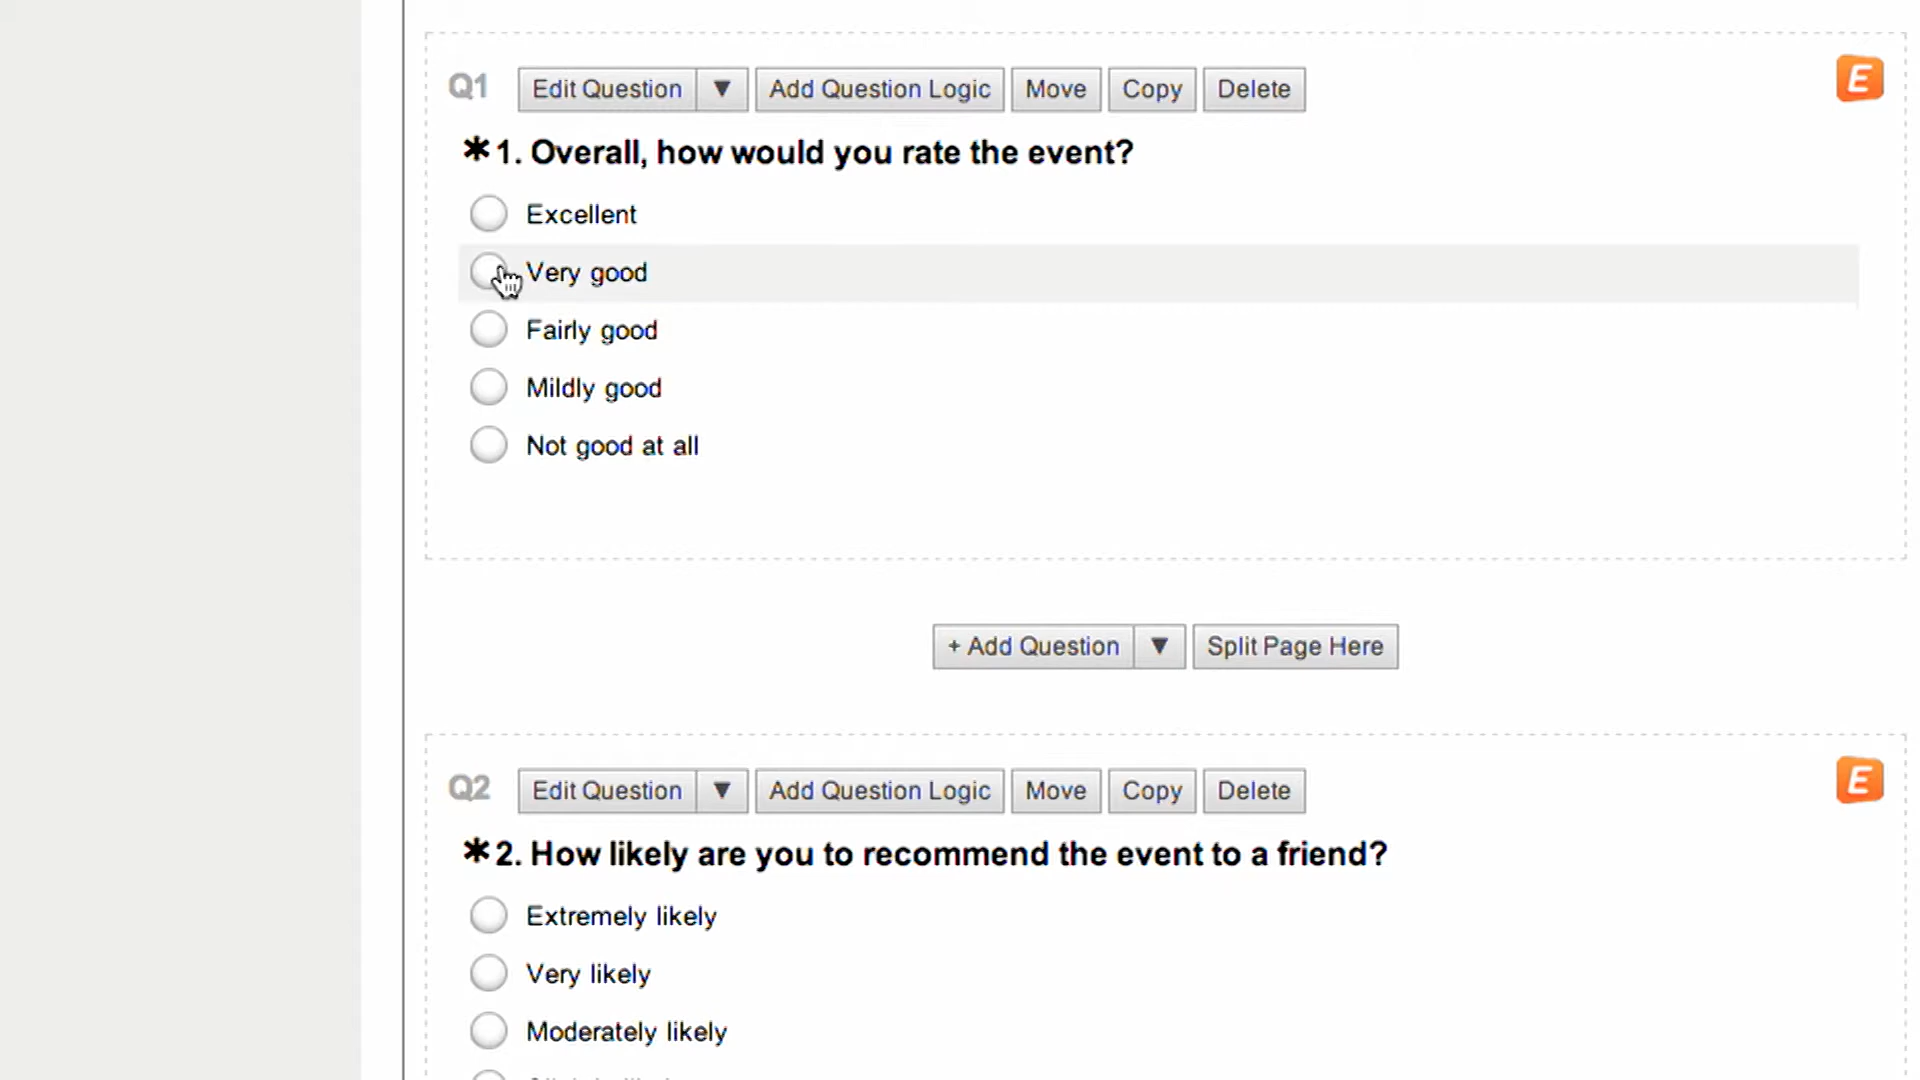 Q1 Edit Question ▼ Add Question Logic Move Copy Delete E
*1. Overall, how would you rate the event?
Excellent
Very good
Fairly good
Mildly good
Not good at all
+ Add Question ▼ Split Page Here
Q2 Edit Question ▼ Add Question Logic Move Copy Delete E
*2. How likely are you to recommend the event to a friend?
Extremely likely
Very likely
Moderately likely